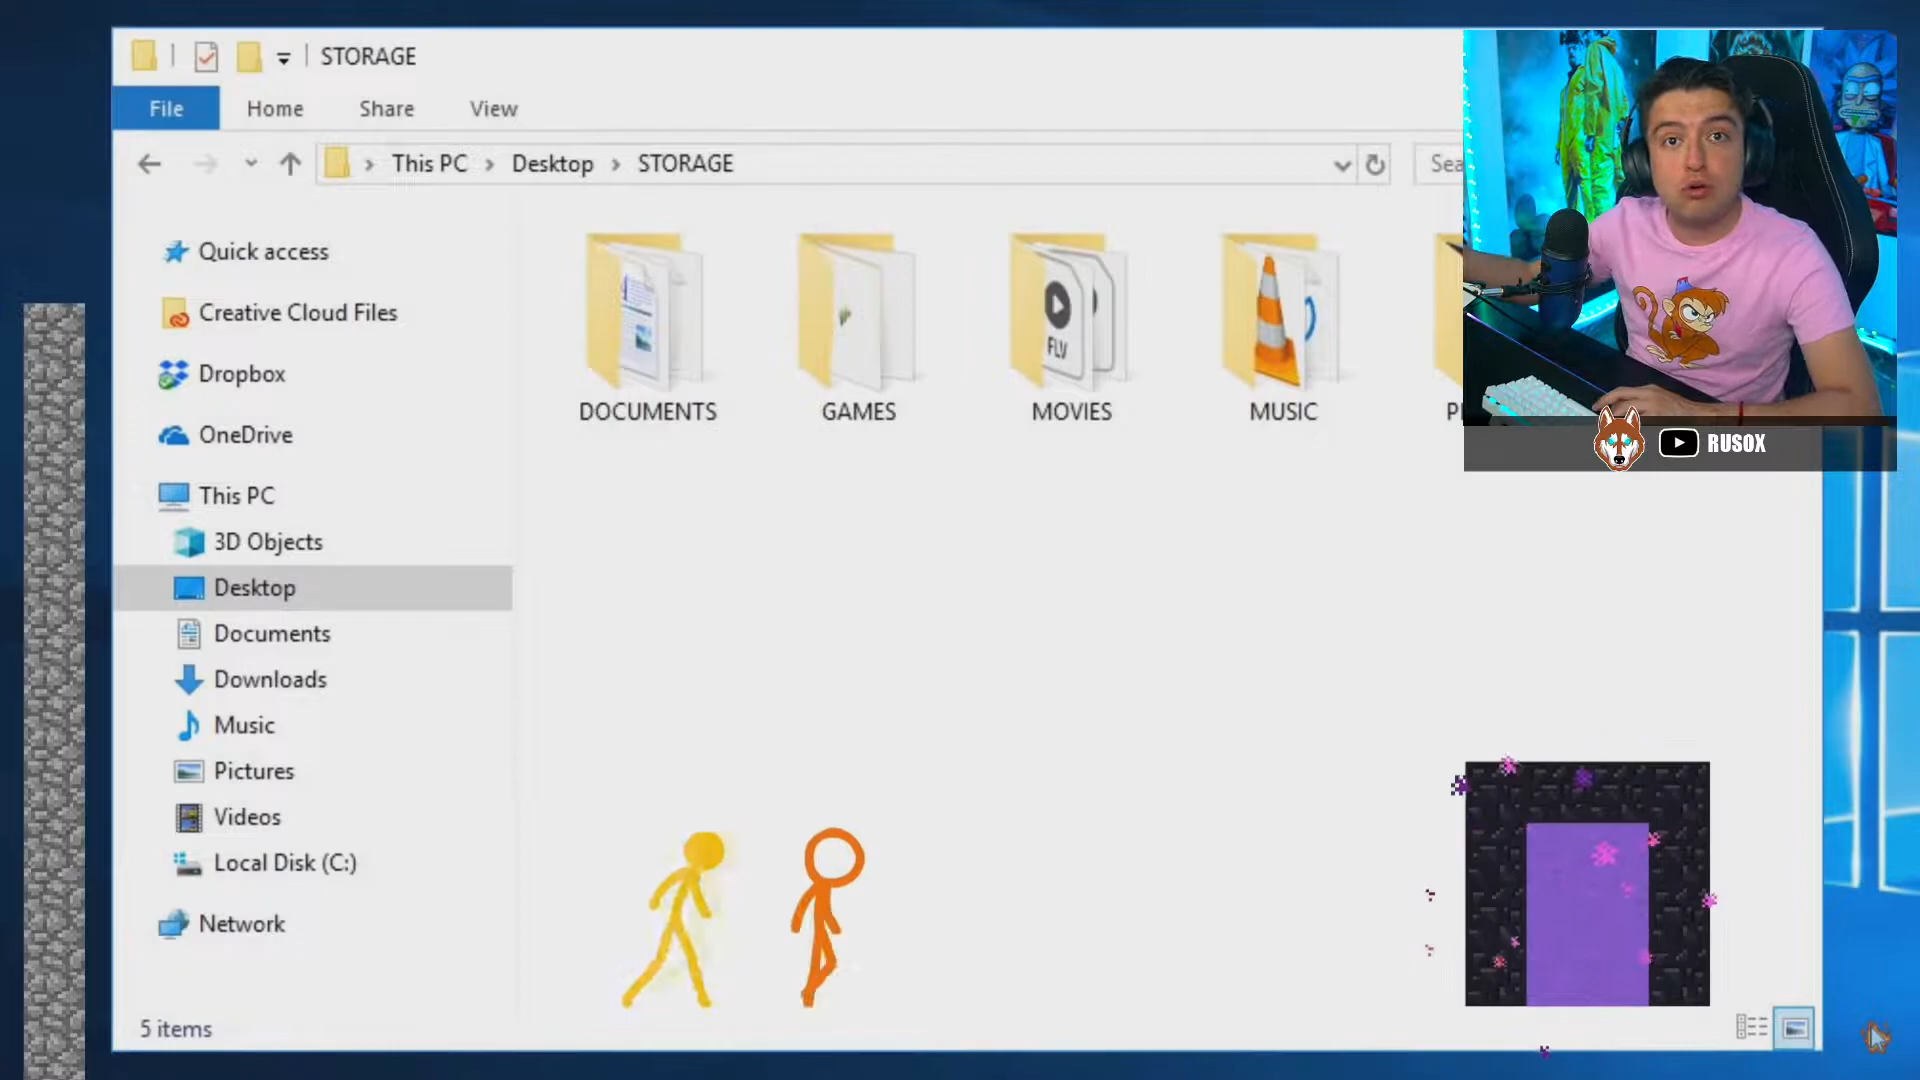 STORAGE
File Home Share View
This PC Desktop STORAGE
Quick access
Creative Cloud Files
Dropbox
OneDrive
This PC
3D Objects
Desktop
Documents
Downloads
Music
Pictures
Videos
Local Disk (C:)
Network
FLV
DOCUMENTS GAMES MOVIES MUSIC
RUSOX
5 items